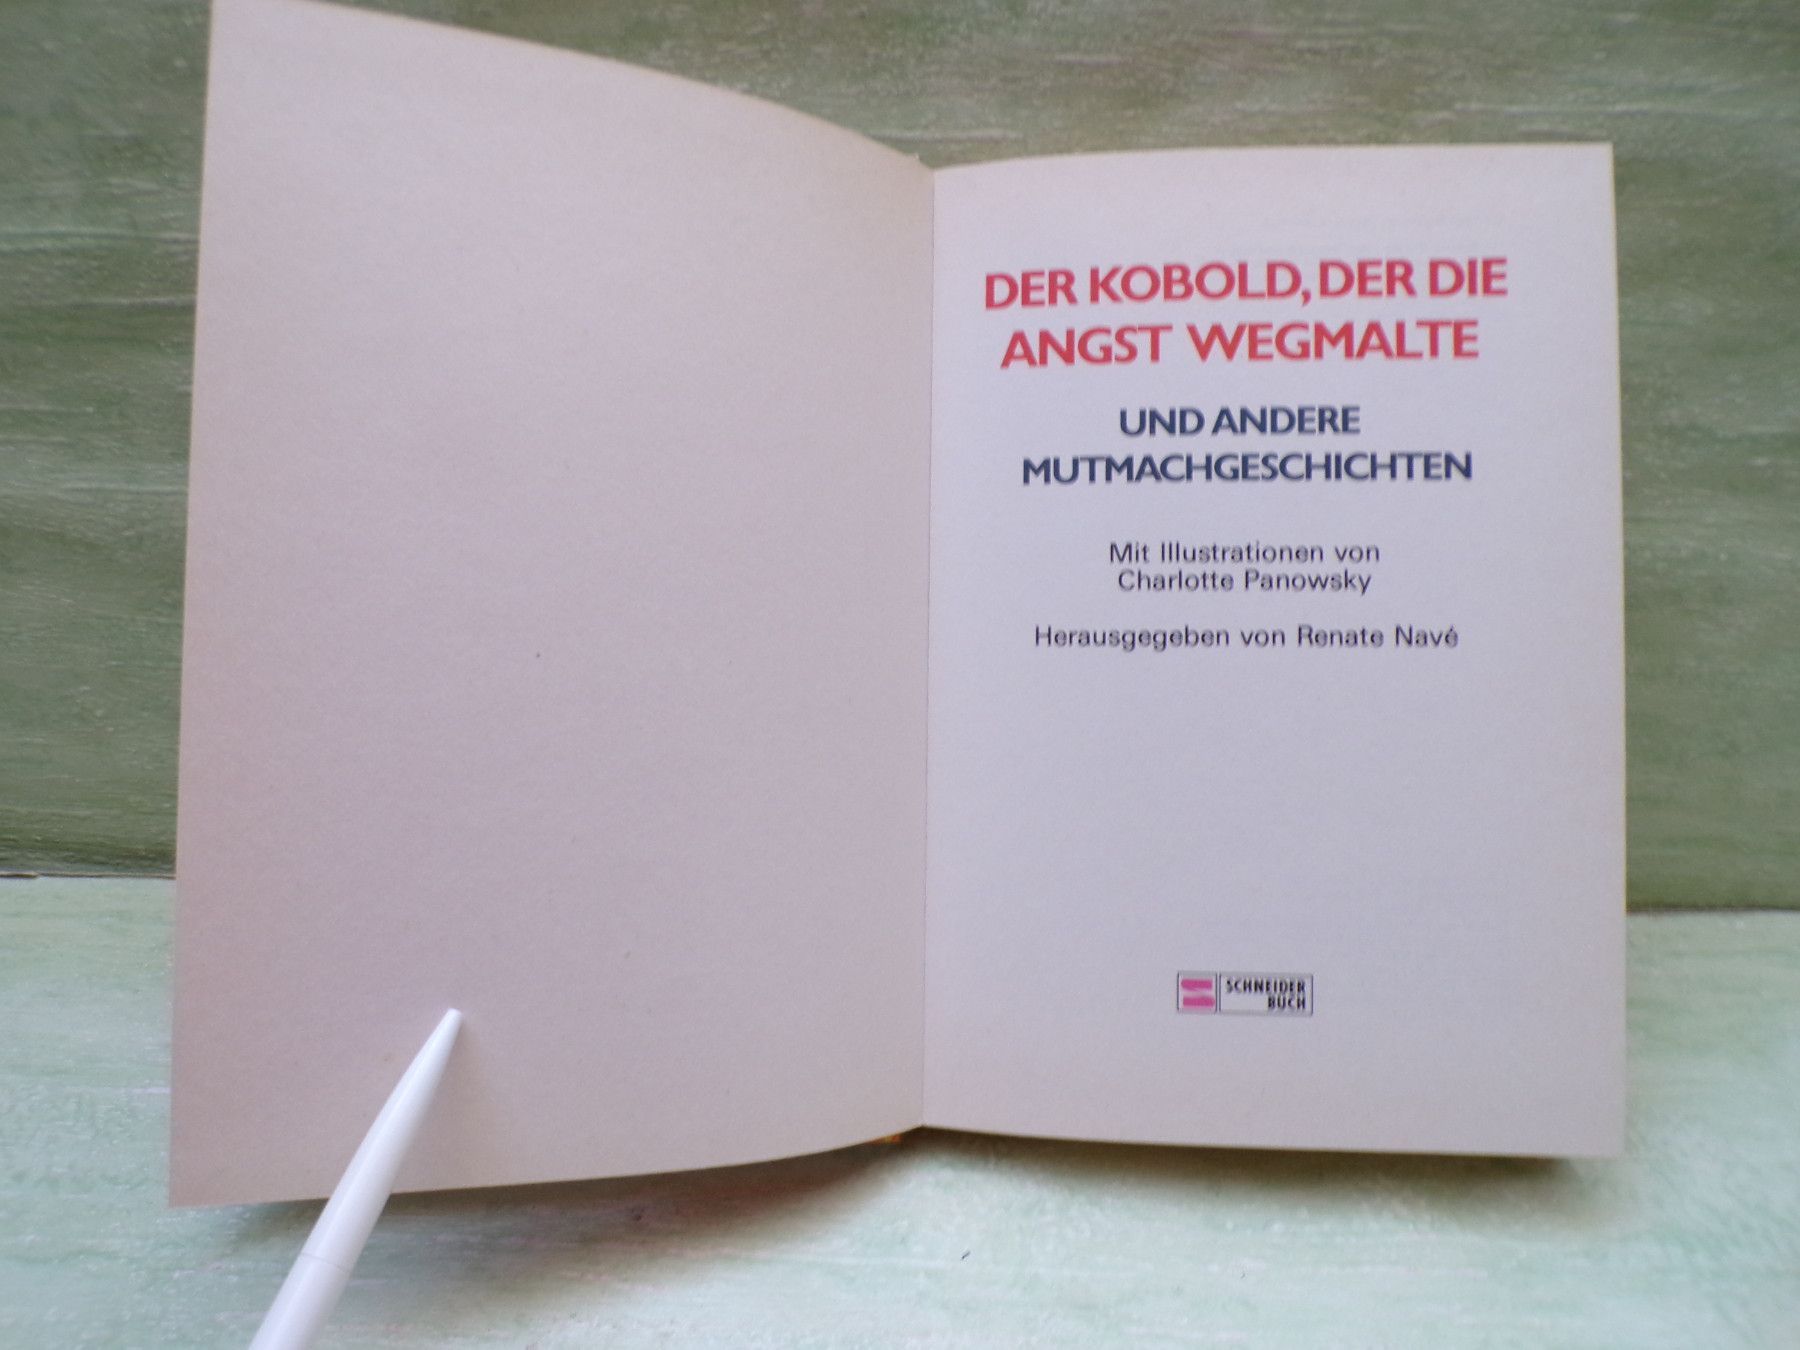 DER KOBOLD, DER DIE
ANGST WEGMALTE
UND ANDERE
MUTMACHGESCHICHTEN
Mit Illustrationen von
Charlotte Panowsky
Herausgegeben von Renate Navé
SCHNEIDER
BUCH